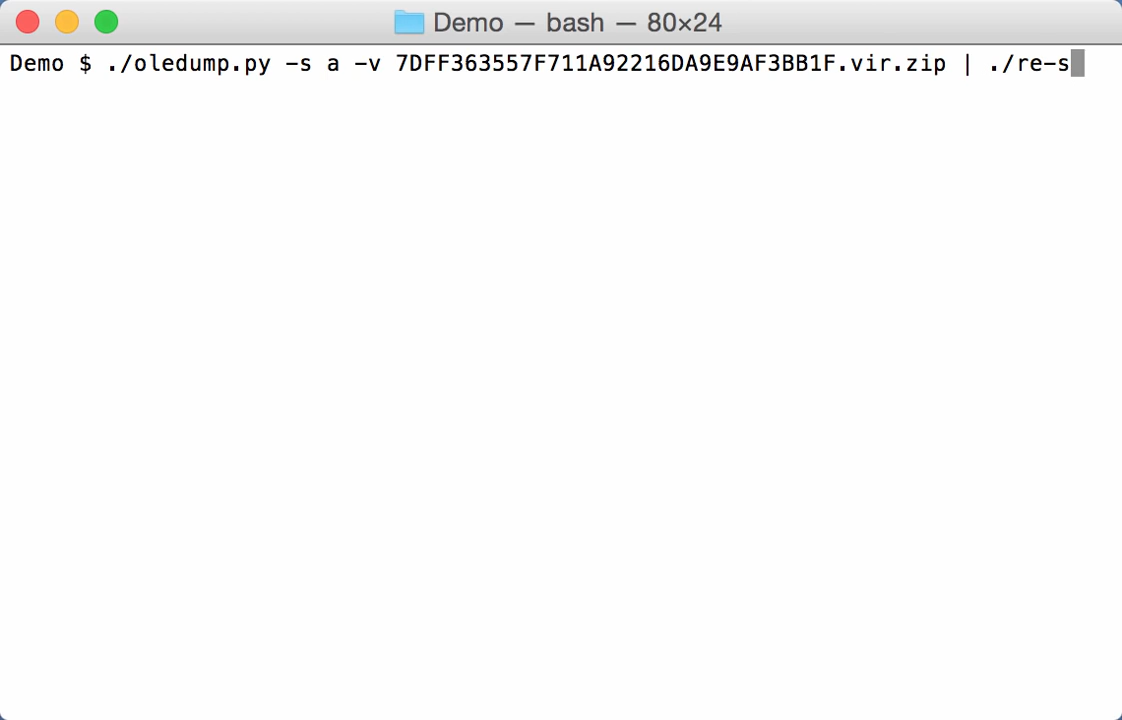 Demo — bash — 80×24
Demo $ ./oledump.py -s a -v 7DFF363557F711A92216DA9E9AF3BB1F.vir.zip | ./re-s